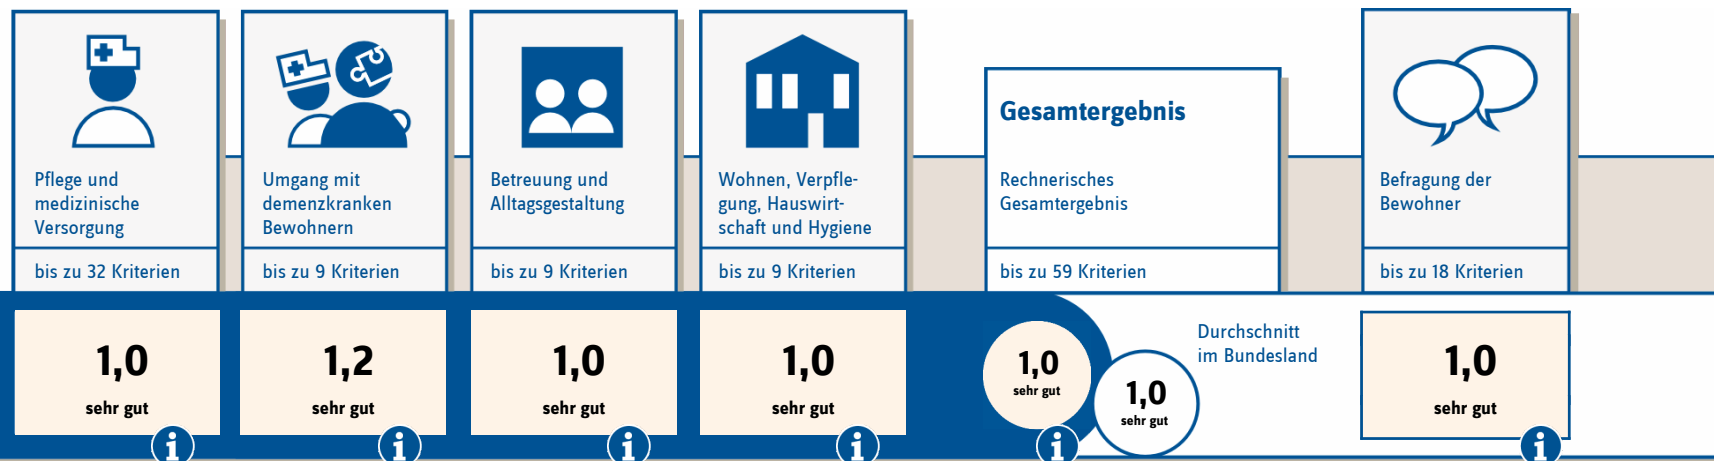 Pflege und
medizinische
Versorgung
bis zu 32 Kriterien
1,0
sehr gut
i
Umgang mit
demenzkranken
Bewohnern
bis zu 9 Kriterien
1,2
sehr gut
i
Betreuung und
Alltagsgestaltung
bis zu 9 Kriterien
1,0
sehr gut
i
Wohnen, Verpfle-
gung, Hauswirt-
schaft und Hygiene
bis zu 9 Kriterien
1,0
sehr gut
i
Gesamtergebnis
Rechnerisches
Gesamtergebnis
bis zu 59 Kriterien
1,0
sehr gut
i
Durchschnitt
im Bundesland
1,0
sehr gut
Befragung der
Bewohner
bis zu 18 Kriterien
1,0
sehr gut
i